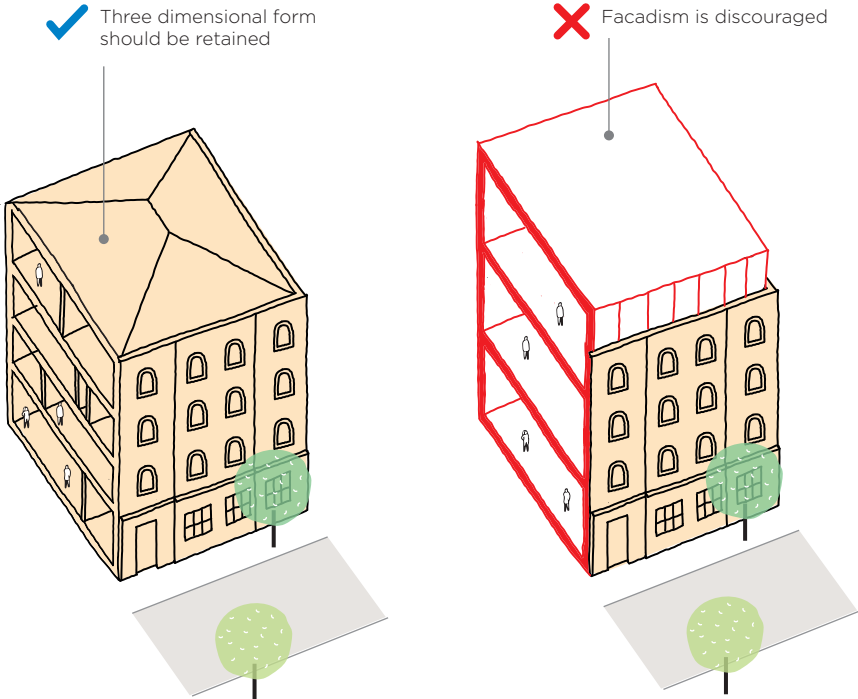 Three dimensional form
should be retained
Facadism is discouraged